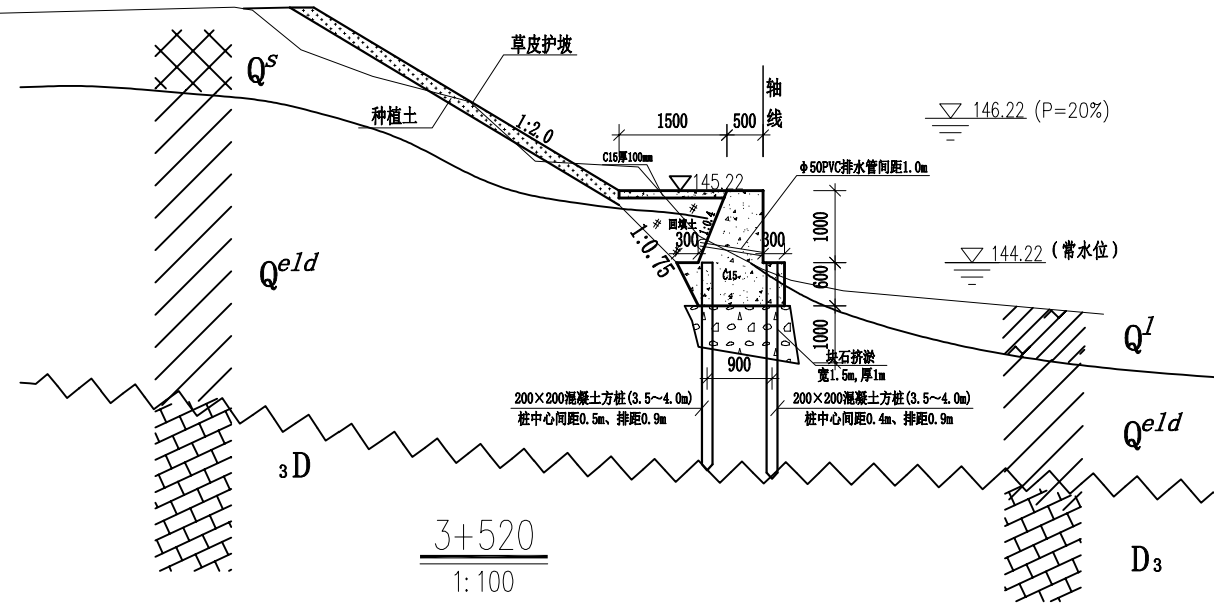 草皮护坡
Qˢ
种植土
1:2.0
轴线
1500
500
146.22 (P=20%)
C15厚100mm
145.22
ф50PVC排水管间距1.0m
回填土
1:0.4
1:0.75
300
300
1000
144.22 (常水位)
Qᵉˡᵈ
C15
600
1000
Qˡ
块石挤淤
宽1.5m,厚1m
900
200×200混凝土方桩(3.5～4.0m)
桩中心间距0.5m、排距0.9m
200×200混凝土方桩(3.5～4.0m)
桩中心间距0.4m、排距0.9m
Qᵉˡᵈ
₃D
3+520
1:100
D₃